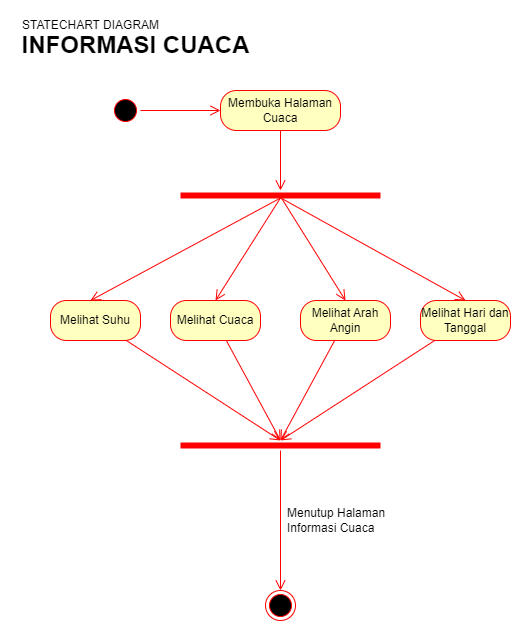 STATECHART DIAGRAM
INFORMASI CUACA
Membuka Halaman
Cuaca
Melihat Suhu
Melihat Cuaca
Melihat Arah
Angin
Melihat Hari dan
Tanggal
Menutup Halaman
Informasi Cuaca